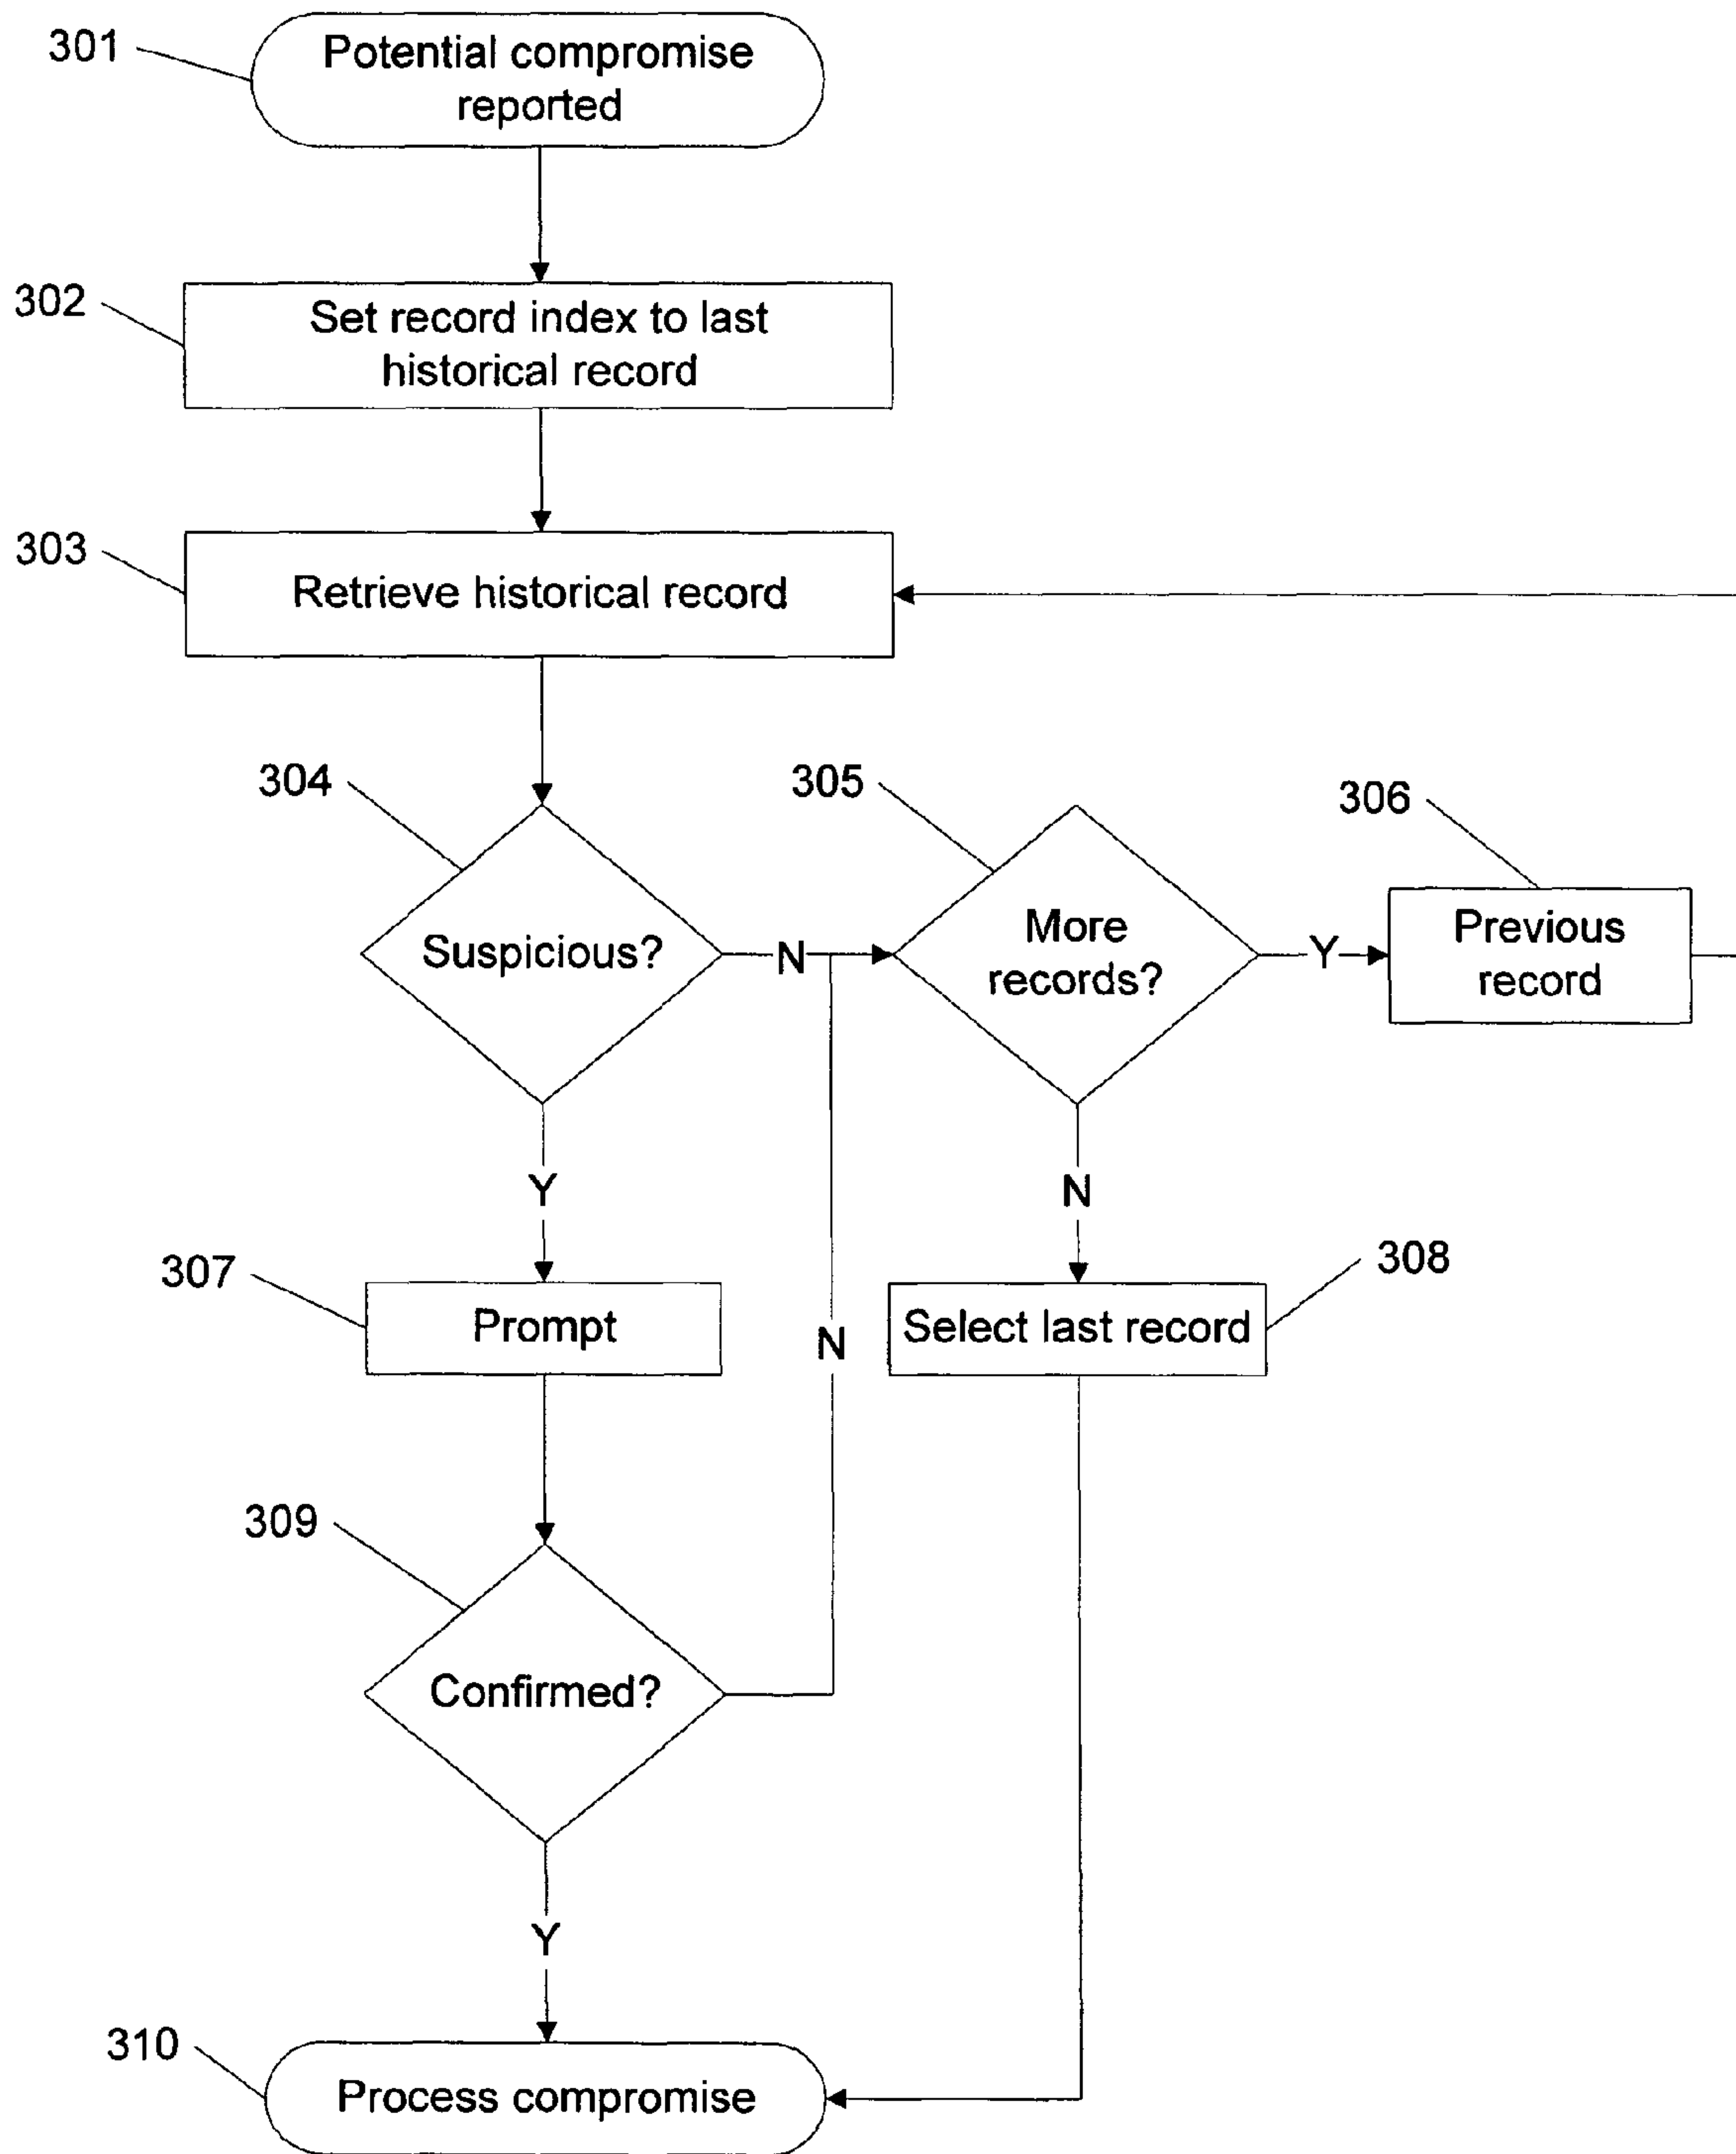 301
Potential compromise
reported
302
Set record index to last
historical record
303
Retrieve historical record
304
305
306
Suspicious?
N
More
records?
Y
Previous
record
Y
N
307
Prompt
N
Select last record
308
309
Confirmed?
Y
310
Process compromise